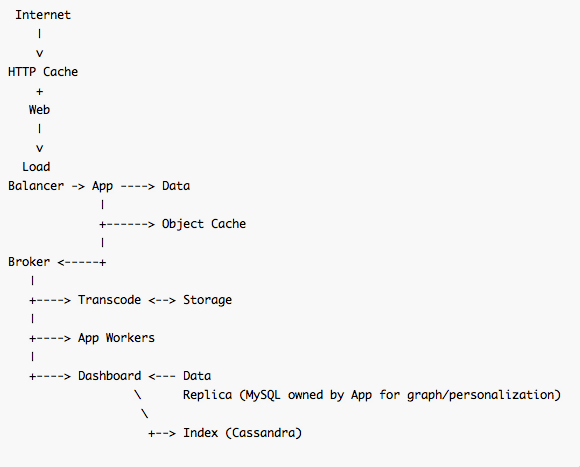 Internet
|
v
HTTP Cache
+
Web
|
v
Load
Balancer -> App ----> Data
|
+------> Object Cache
|
Broker <-----+
|
+----> Transcode <--> Storage
|
+----> App Workers
|
+----> Dashboard <--- Data
\ Replica (MySQL owned by App for graph/personalization)
\
+--> Index (Cassandra)